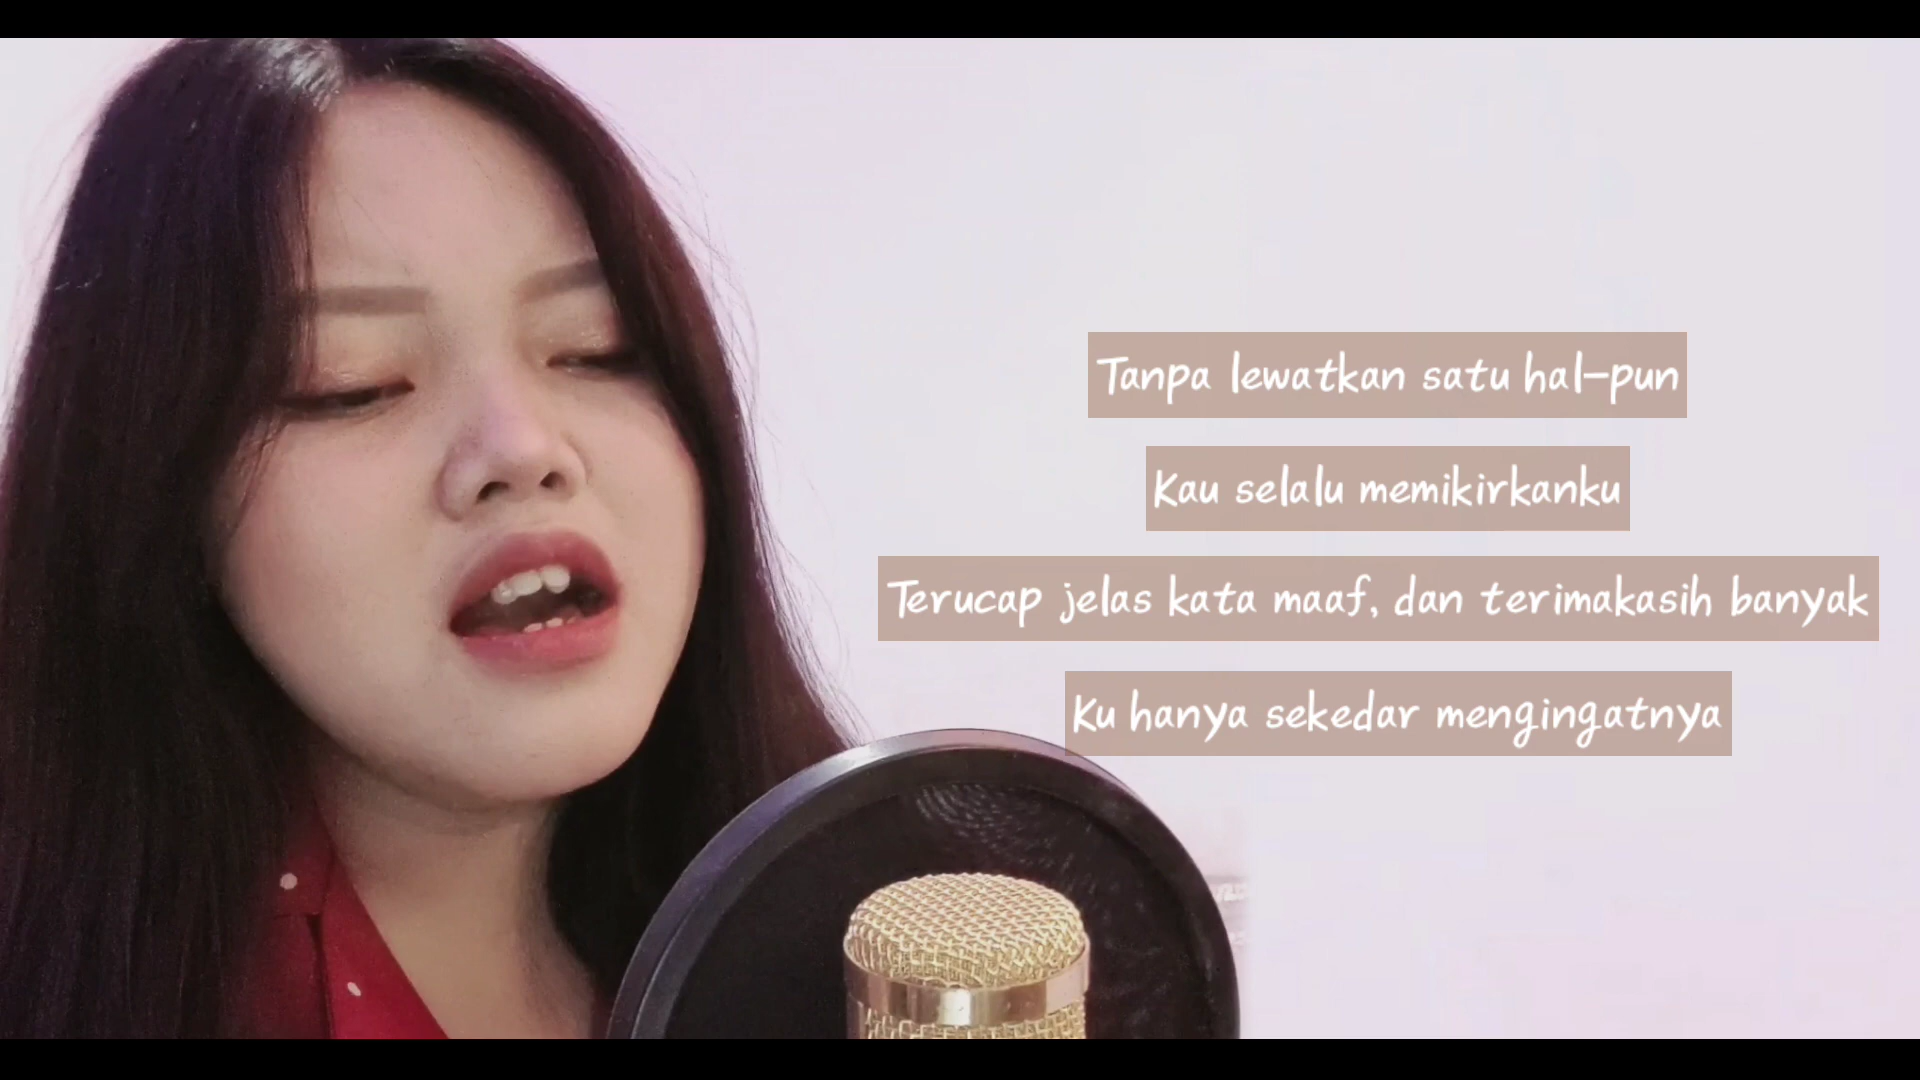 Tanpa lewatkan satu hal-pun
Kau selalu memikirkanku
Terucap jelas kata maaf, dan terimakasih banyak
Ku hanya sekedar mengingatnya